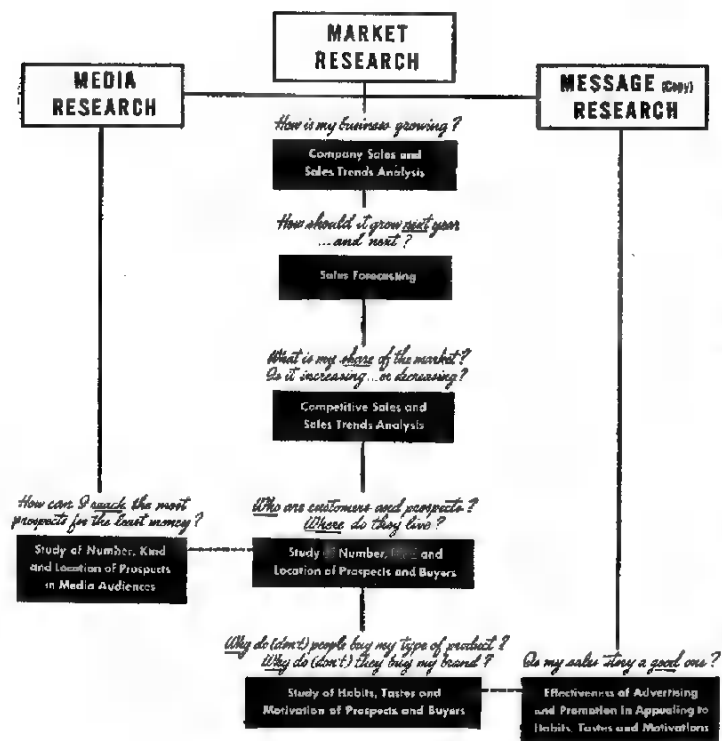 MARKET
RESEARCH
MEDIA
RESEARCH
MESSAGE (Copy)
RESEARCH
How is my business growing?
Company Sales and
Sales Trends Analysis
How should it grow next year
...and next?
Sales Forecasting
What is my share of the market?
Is it increasing...or decreasing?
Competitive Sales and
Sales Trends Analysis
How can I reach the most
prospects for the least money?
Study of Number, Kind
and Location of Prospects
in Media Audiences
Who are customers and prospects?
Where do they live?
Study of Number, and
Location of Prospects and Buyers
Why do (don't) people buy my type of product?
Why do (don't) they buy my brand?
Study of Habits, Tastes and
Motivation of Prospects and Buyers
Is my sales story a good one?
Effectiveness of Advertising
and Promotion in Appealing to
Habits, Tastes and Motivations